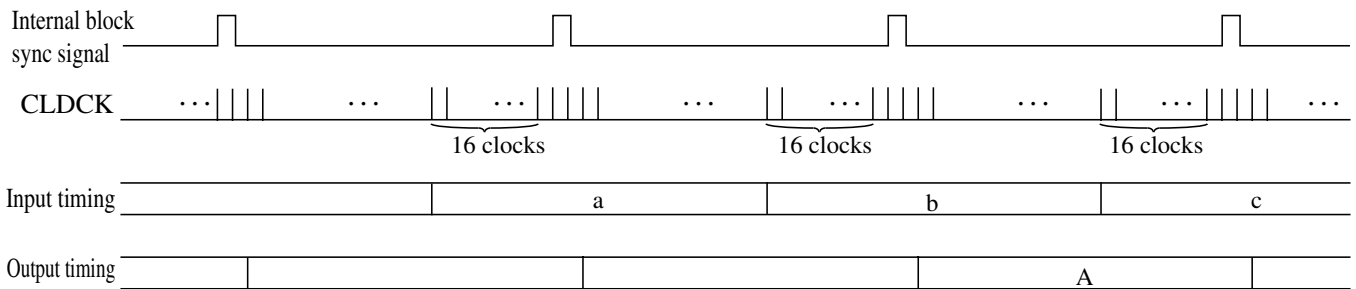 Internal block
sync signal
CLDCK ··· ··· ··· ··· ··· ··· ··· ···
16 clocks 16 clocks 16 clocks
Input timing a b c
Output timing A